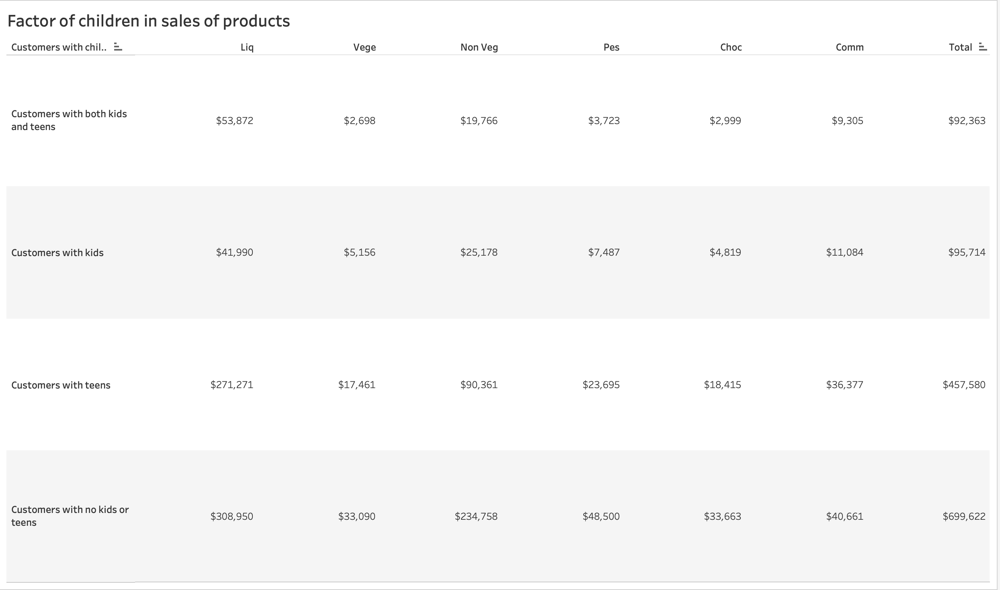 Factor of children in sales of products
Customers with chil.. Liq Vege Non Veg Pes Choc Comm Total
Customers with both kids
and teens $53,872 $2,698 $19,766 $3,723 $2,999 $9,305 $92,363
Customers with kids $41,990 $5,156 $25,178 $7,487 $4,819 $11,084 $95,714
Customers with teens $271,271 $17,461 $90,361 $23,695 $18,415 $36,377 $457,580
Customers with no kids or
teens $308,950 $33,090 $234,758 $48,500 $33,663 $40,661 $699,622